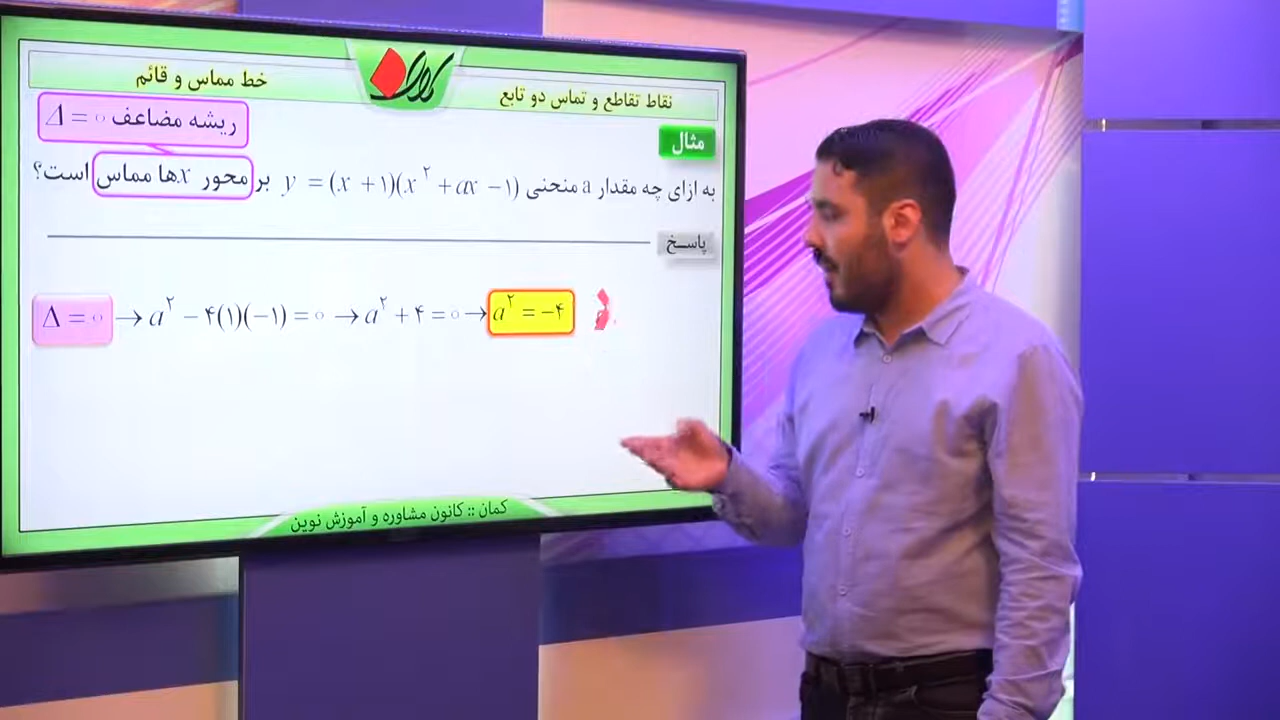 نقاط تقاطع و تماس دو تابع
خط مماس و قائم
کمان
ریشه مضاعف Δ = ۰
مثال
به ازای چه مقدار a منحنی y = (x + ۱)(x² + ax − ۱) بر محور xها مماس است؟
پاسخ
Δ = ۰ → a² − ۴(۱)(−۱) = ۰ → a² + ۴ = ۰ → a² = −۴
کمان :: کانون مشاوره و آموزش نوین